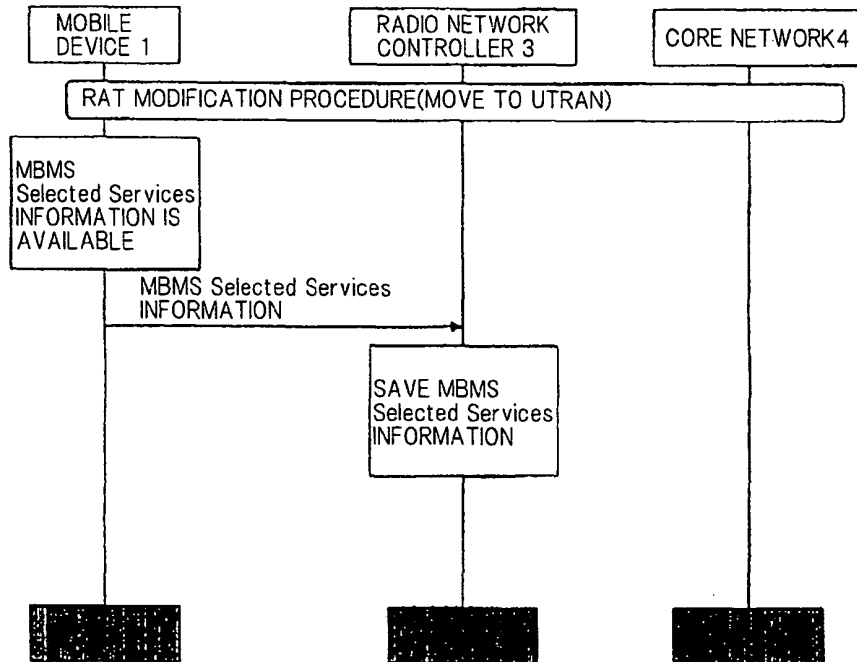 MOBILE
DEVICE 1
RADIO NETWORK
CONTROLLER 3
CORE NETWORK4
RAT MODIFICATION PROCEDURE(MOVE TO UTRAN)
MBMS
Selected Services
INFORMATION IS
AVAILABLE
MBMS Selected Services
INFORMATION
SAVE MBMS
Selected Services
INFORMATION